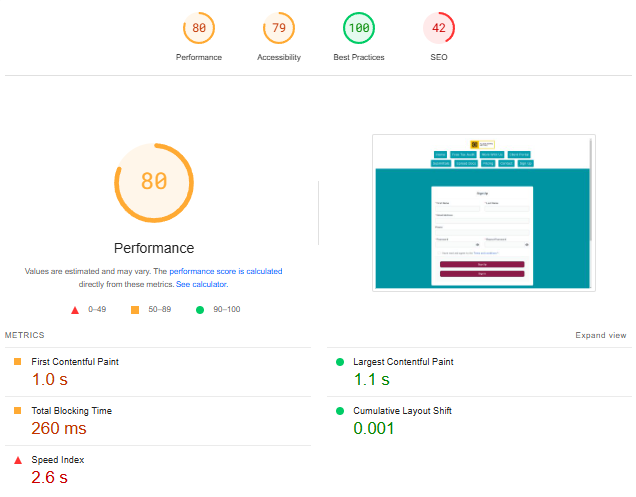 80
79
100
42
Performance
Accessibility
Best Practices
SEO
80
Performance
Values are estimated and may vary. The performance score is calculated
directly from these metrics. See calculator.
0–49
50–89
90–100
METRICS
Expand view
First Contentful Paint
1.0 s
Largest Contentful Paint
1.1 s
Total Blocking Time
260 ms
Cumulative Layout Shift
0.001
Speed Index
2.6 s